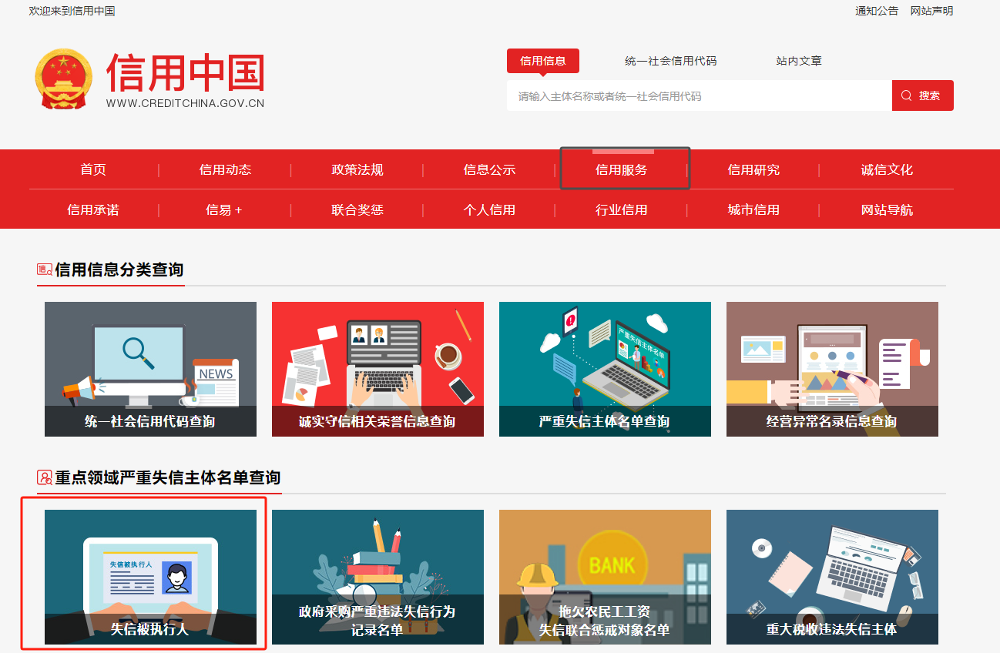 欢迎来到信用中国
通知公告 网站声明
信用中国
WWW.CREDITCHINA.GOV.CN
信用信息 统一社会信用代码 站内文章
请输入主体名称或者统一社会信用代码 搜索
首页 信用动态 政策法规 信息公示 信用服务 信用研究 诚信文化
信用承诺 信易+ 联合奖惩 个人信用 行业信用 城市信用 网站导航
信 信用信息分类查询
NEWS
严重失信主体名单
统一社会信用代码查询 诚实守信相关荣誉信息查询 严重失信主体名单查询 经营异常名录信息查询
重点领域严重失信主体名单查询
失信被执行人
BANK
失信被执行人
政府采购严重违法失信行为
记录名单
拖欠农民工工资
失信联合惩戒对象名单
重大税收违法失信主体